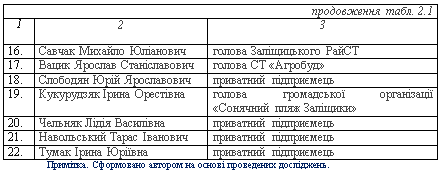 продовження табл. 2.1
1 2 3
16. Савчак Михайло Юліанович голова Заліщицького РайСТ
17. Вацик Ярослав Станіславович голова СТ «Агробуд»
18. Слободян Юрій Ярославович приватний підприємець
19. Кукурудзяк Ірина Орестівна голова громадської організації
«Сонячний пляж Заліщики»
20. Чепьняк Лідія Василівна приватний підприємець
21. Навольський Тарас Іванович приватний підприємець
22. Тумак Ірина Юріївна приватний підприємець
Примітка. Сформовано автором на основі проведених досліджень.